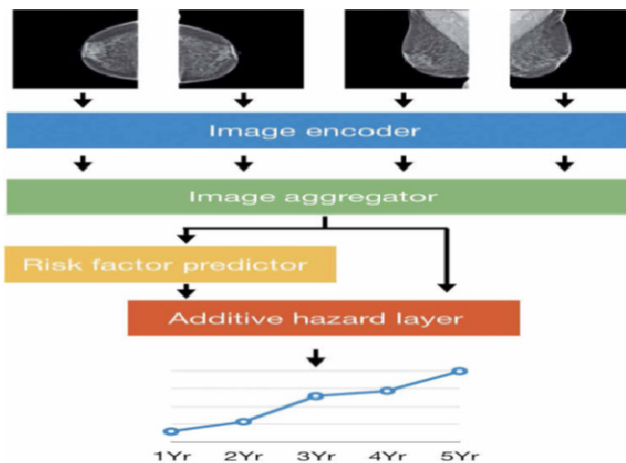 Image encoder
Image aggregator
Risk factor predictor
Additive hazard layer
1Yr 2Yr 3Yr 4Yr 5Yr